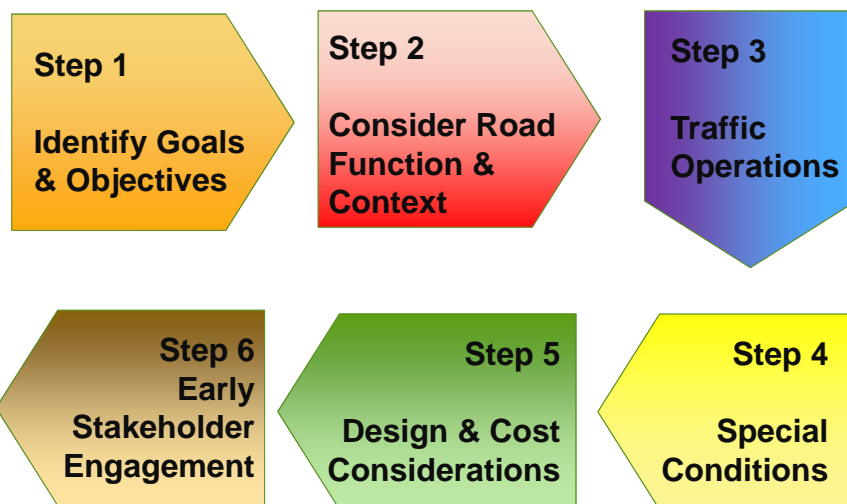 Step 1
Identify Goals
& Objectives
Step 2
Consider Road
Function &
Context
Step 3
Traffic
Operations
Step 4
Special
Conditions
Step 5
Design & Cost
Considerations
Step 6
Early
Stakeholder
Engagement